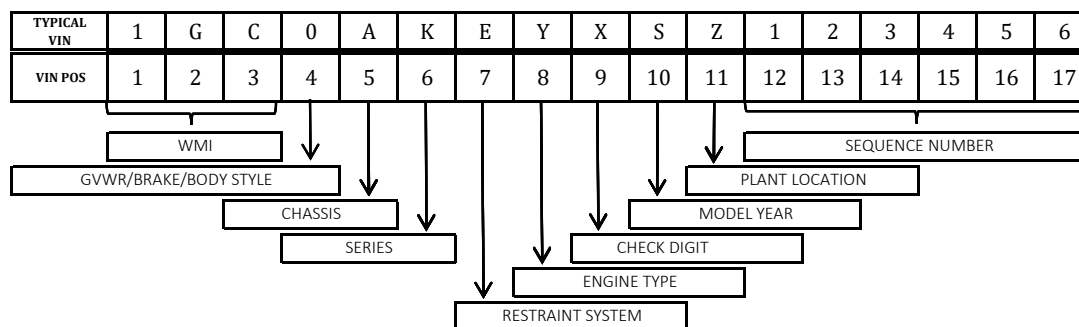 TYPICAL VIN 1 G C 0 A K E Y X S Z 1 2 3 4 5 6
VIN POS 1 2 3 4 5 6 7 8 9 10 11 12 13 14 15 16 17
WMI SEQUENCE NUMBER
GVWR/BRAKE/BODY STYLE PLANT LOCATION
CHASSIS MODEL YEAR
SERIES CHECK DIGIT
ENGINE TYPE
RESTRAINT SYSTEM